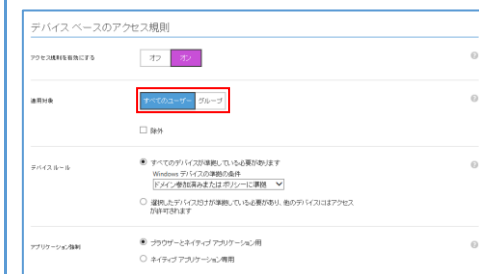 デバイス ベースのアクセス規則
アクセス規則を有効にする
オフ オン
適用対象
すべてのユーザー グループ
除外
デバイス ルール
すべてのデバイスが準拠している必要があります
Windows デバイスの準拠の条件
ドメイン参加済みまたはポリシーに準拠
選択したデバイスだけが準拠している必要があり、他のデバイスにはアクセス
が許可されます
アプリケーション強制
ブラウザーとネイティブ アプリケーション用
ネイティブ アプリケーション専用